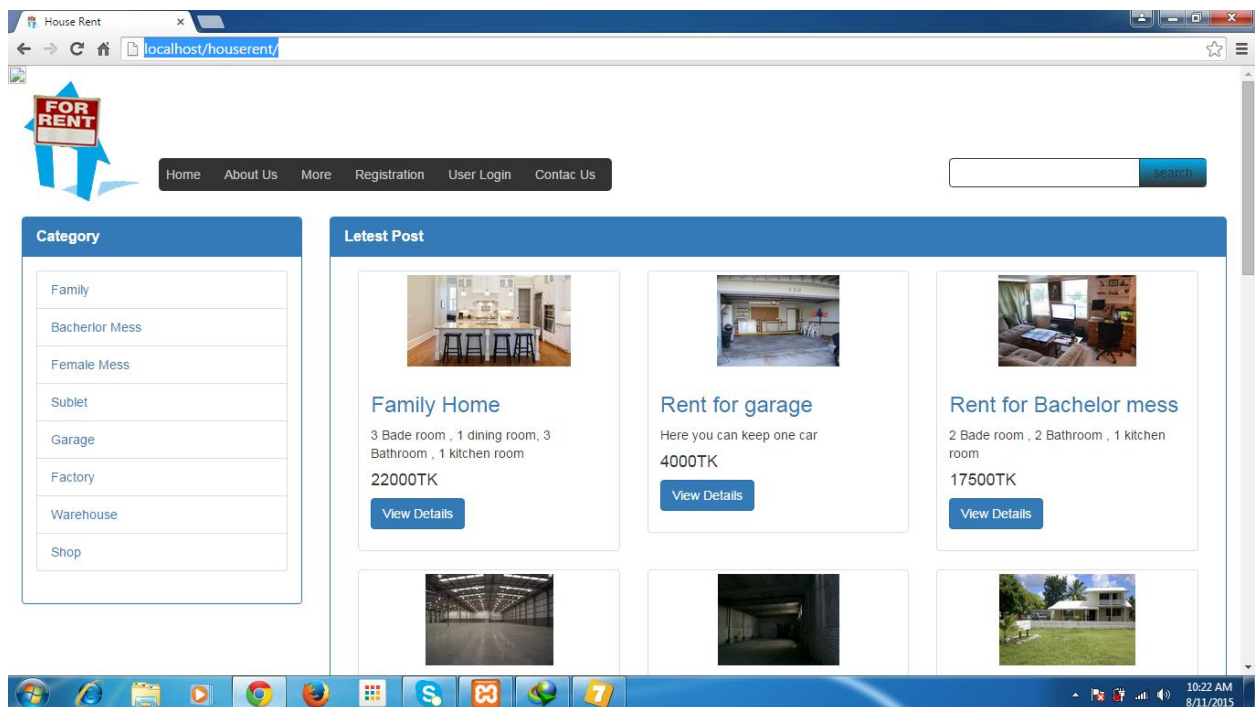 House Rent
localhost/houserent/
FOR
RENT
Home About Us More Registration User Login Contac Us
search
Category
Family
Bacherlor Mess
Female Mess
Sublet
Garage
Factory
Warehouse
Shop
Letest Post
Family Home
3 Bade room , 1 dining room, 3
Bathroom , 1 kitchen room
22000TK
View Details
320
Rent for garage
Here you can keep one car
4000TK
View Details
Rent for Bachelor mess
2 Bade room , 2 Bathroom , 1 kitchen
room
17500TK
View Details
10:22 AM
8/11/2015